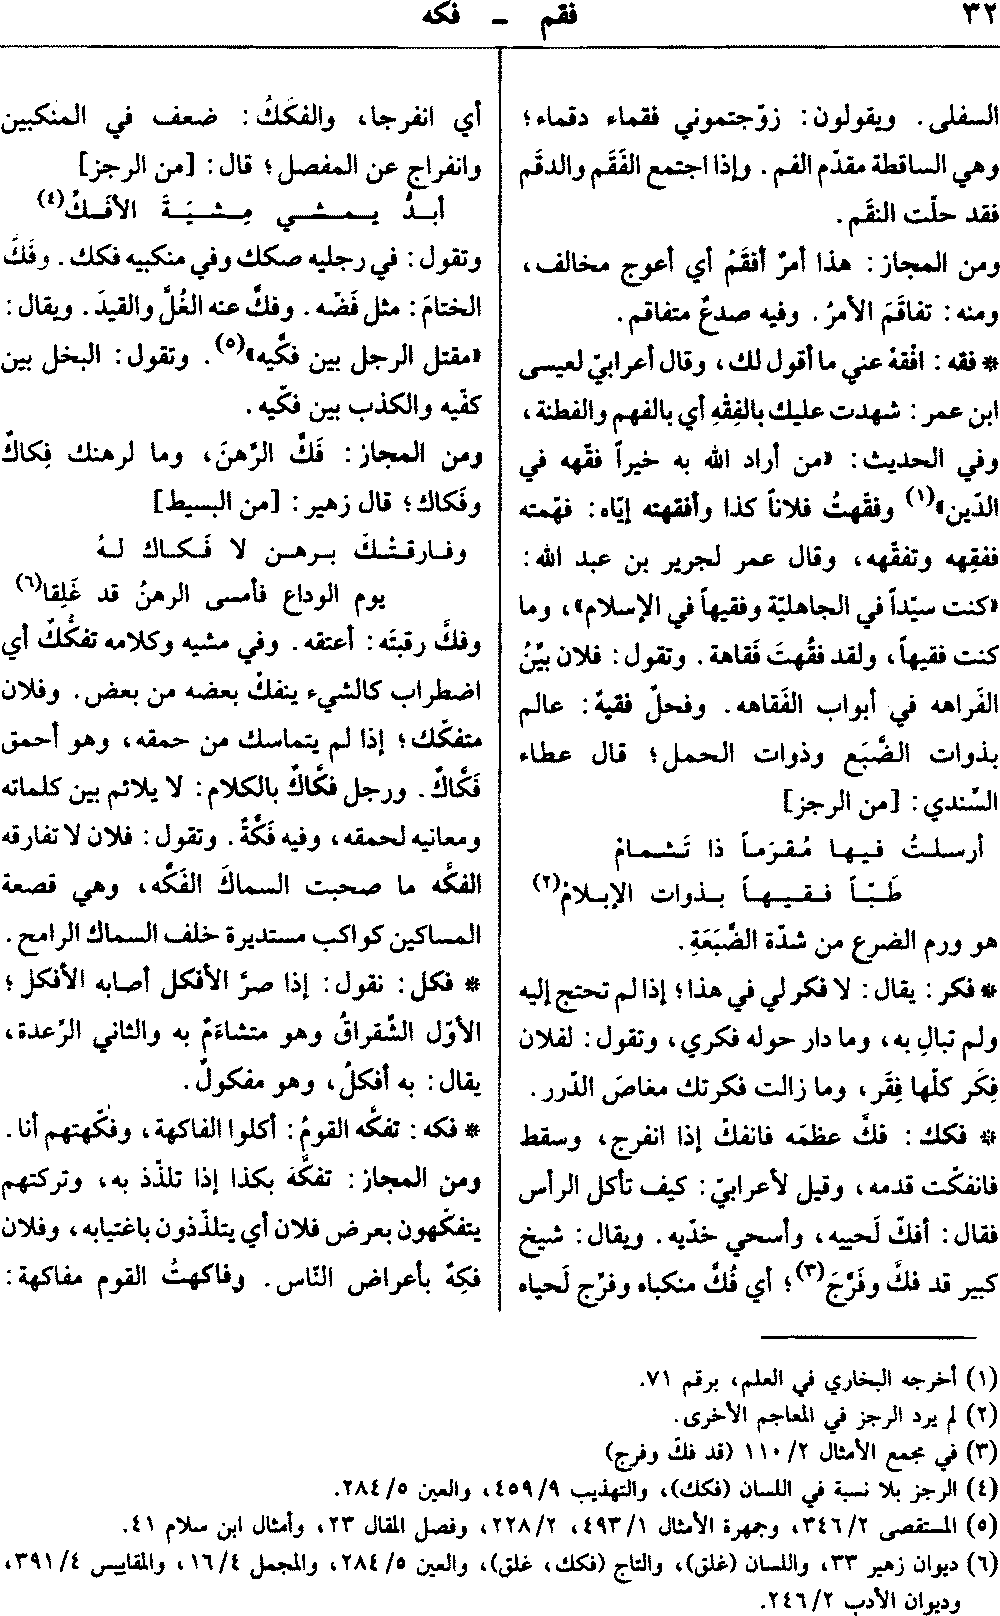 ٣٢
فقم – فكه
السفلى. ويقولون: زوّجتموني فقماء دقماء؛
وهي الساقطة مقدّم الفم. وإذا اجتمع الفَقَم والدقَم
فقد حلّت النقَم.
ومن المجاز: هذا أمرٌ أفقَمُ أي أعوج مخالف،
ومنه: تفاقَمَ الأمرُ. وفيه صدعٌ متفاقم.
* فقه: افْقهْ عني ما أقول لك، وقال أعرابيّ لعيسى
ابن عمر: شهدت عليك بالفِقْهِ أي بالفهم والفطنة،
وفي الحديث: «من أراد الله به خيراً فقّهه في
الدّين»(١) وفقّهتُ فلاناً كذا وأفقهته إيّاه: فهّمته
ففقِهه وتفقّهه، وقال عمر لجرير بن عبد الله:
«كنت سيّداً في الجاهليّة وفقيهاً في الإسلام»، وما
كنت فقيهاً، ولقد فقُهتَ فَقاهة. وتقول: فلان بيِّنُ
الفَراهه في أبواب الفَقاهه. وفحلٌ فقيهٌ: عالم
بذوات الضَّبَع وذوات الحمل؛ قال عطاء
السِّندي: [من الرجز]
أرسلتُ فيها مُقرَماً ذا تَشمامْ
طَبّاً فقيهاً بذوات الإبلامْ(٢)
هو ورم الضرع من شدّة الضَّبَعَةِ.
* فكر: يقال: لا فكر لي في هذا؛ إذا لم تحتج إليه
ولم تبالِ به، وما دار حوله فكري، وتقول: لفلان
فِكَر كلّها فِقَر، وما زالت فكرتك مغاصَ الدّرر.
* فكك: فكَّ عظمَه فانفكّ إذا انفرج، وسقط
فانفكّت قدمه، وقيل لأعرابيّ: كيف تأكل الرأس
فقال: أفكّ لَحييه، وأسحي خدّيه. ويقال: شيخ
كبير قد فكَّ وفَرَّجَ(٣)؛ أي فُكَّ منكباه وفرّج لَحياه
أي انفرجا، والفكَكُ: ضعف في المنكبين
وانفراج عن المفصل؛ قال: [من الرجز]
أبدُّ يمشي مِشيَةَ الأفَكِّ(٤)
وتقول: في رجليه صكك وفي منكبيه فكك. وفَكَّ
الختامَ: مثل فَضّه. وفكَّ عنه الغُلَّ والقيدَ. ويقال:
«مقتل الرجل بين فكّيه»(٥). وتقول: البخل بين
كفّيه والكذب بين فكّيه.
ومن المجاز: فَكَّ الرَّهنَ، وما لرهنك فِكاكٌ
وفَكاك؛ قال زهير: [من البسيط]
وفارقتْكَ برهن لا فَكاك لهُ
يوم الوداع فأمسى الرهنُ قد غَلِقا(٦)
وفكَّ رقبتَه: أعتقه. وفي مشيه وكلامه تفكُّكٌ أي
اضطراب كالشيء ينفكّ بعضه من بعض. وفلان
متفكّك؛ إذا لم يتماسك من حمقه، وهو أحمق
فَكّاكٌ. ورجل فكّاكٌ بالكلام: لا يلائم بين كلماته
ومعانيه لحمقه، وفيه فَكّةٌ. وتقول: فلان لا تفارقه
الفكّه ما صحبت السماكَ الفَكّه، وهي قصعة
المساكين كواكب مستديرة خلف السماك الرامح.
* فكل: نقول: إذا صرَّ الأفكل أصابه الأفكل؛
الأوّل الشِّقراقُ وهو متشاءَمٌ به والثاني الرِّعدة،
يقال: به أفكلُ، وهو مفكولٌ.
* فكه: تفكّه القومُ: أكلوا الفاكهة، وفكّهتهم أنا.
ومن المجاز: تفكّهَ بكذا إذا تلذّذ به، وتركتهم
يتفكّهون بعرض فلان أي يتلذّذون باغتيابه، وفلان
فكِهٌ بأعراض النّاس. وفاكهتُ القوم مفاكهة:
(١) أخرجه البخاري في العلم، برقم ٧١.
(٢) لم يرد الرجز في المعاجم الأخرى.
(٣) في مجمع الأمثال ٢/ ١١٠ (قد فكّ وفرج)
(٤) الرجز بلا نسبة في اللسان (فكك)، والتهذيب ٩/ ٤٥٩، والعين ٥/ ٢٨٤.
(٥) المستقصى ٢/ ٣٤٦، وجمهرة الأمثال ١/ ٤٩٣، ٢/ ٢٢٨، وفصل المقال ٢٣، وأمثال ابن سلام ٤١.
(٦) ديوان زهير ٣٣، واللسان (غلق)، والتاج (فكك، غلق)، والعين ٥/ ٢٨٤، والمجمل ٤/ ١٦، والمقاييس ٤/ ٣٩١،
وديوان الأدب ٢/ ٢٤٦.